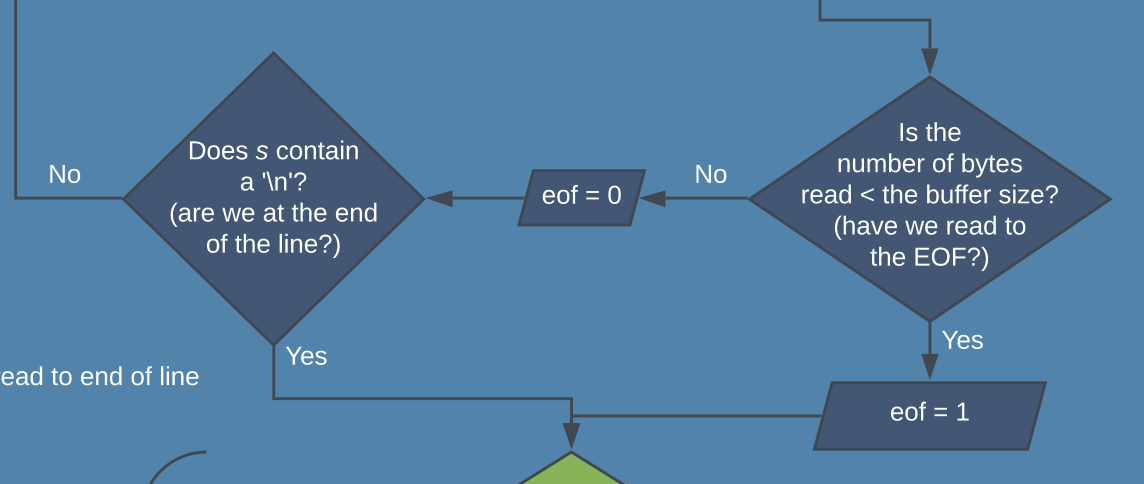 Does s contain
a '\n'?
(are we at the end
of the line?)
No
eof = 0
No
Is the
number of bytes
read < the buffer size?
(have we read to
the EOF?)
Yes
Yes
to end of line
eof = 1